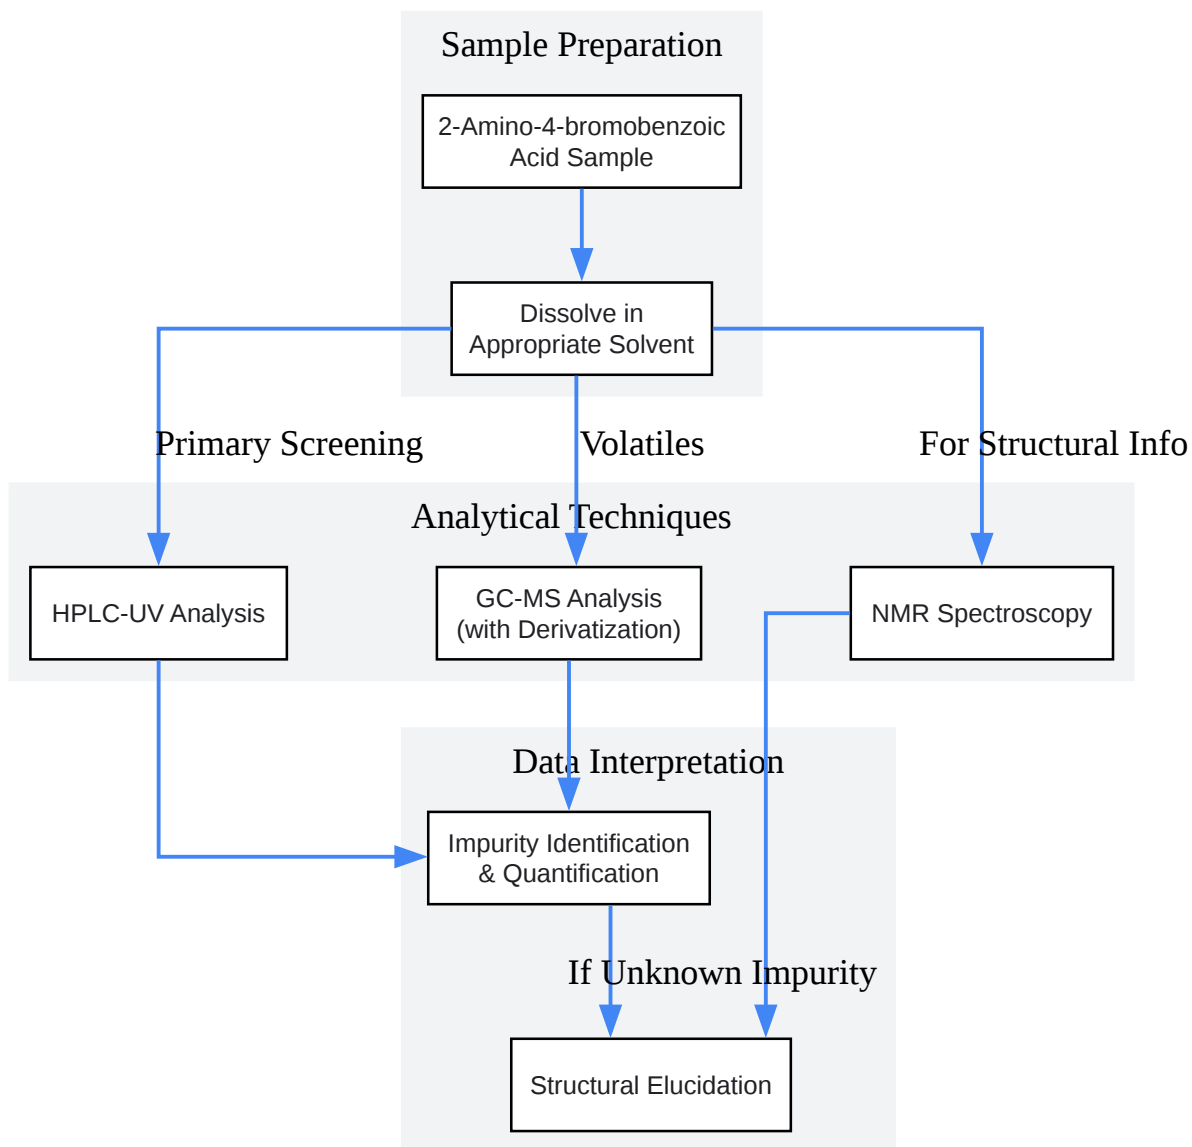 Sample Preparation
2-Amino-4-bromobenzoic
Acid Sample
Dissolve in
Appropriate Solvent
Primary Screening
Volatiles
For Structural Info
Analytical Techniques
HPLC-UV Analysis
GC-MS Analysis
(with Derivatization)
NMR Spectroscopy
Data Interpretation
Impurity Identification
& Quantification
If Unknown Impurity
Structural Elucidation